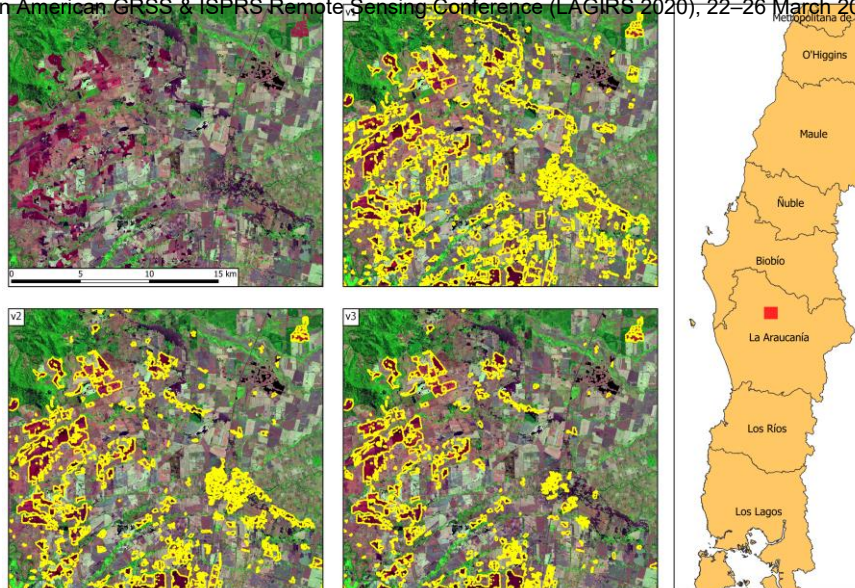 n American GRSS & ISPRS Remote Sensing Conference (LAGIRS 2020), 22–26 March 20
0 5 10 15 km
v2
v3
Metropolitana de
O'Higgins
Maule
Ñuble
Biobío
La Araucanía
Los Ríos
Los Lagos